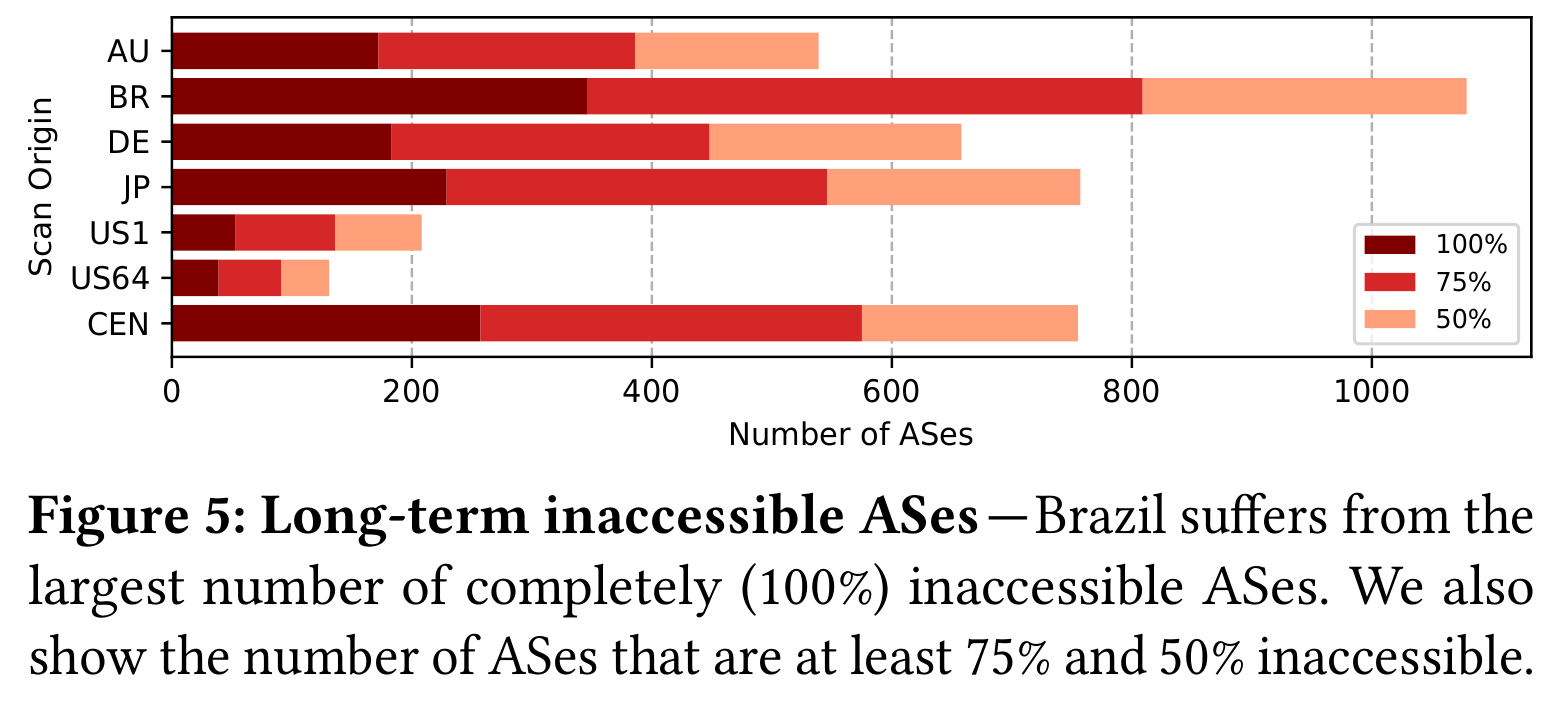 AU
BR
DE
JP
US1
US64
CEN
Scan Origin
100%
75%
50%
0 200 400 600 800 1000
Number of ASes
Figure 5: Long-term inaccessible ASes—Brazil suffers from the
largest number of completely (100%) inaccessible ASes. We also
show the number of ASes that are at least 75% and 50% inaccessible.